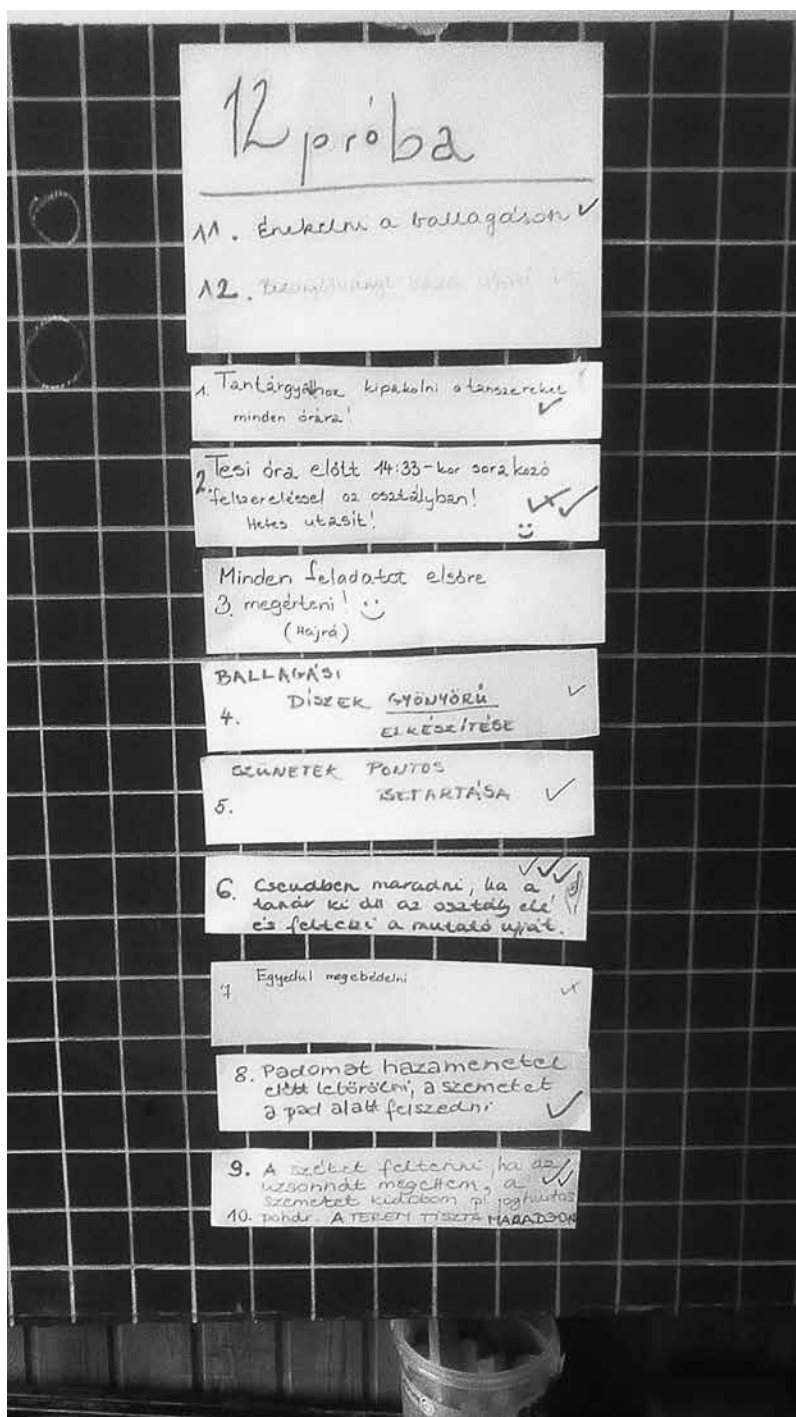 12 próba
11. Énekelni a ballagáson ✓
12. Bizonyítványt haza vinni ✓
1. Tantárgyakhoz kipakolni a tanszereket
minden órára! ✓
2. Tesi óra előtt 14:33-kor sorakozó
felszereléssel az osztályban!
Hetes utasít!
Minden feladatot elsőre
3. megérteni! :)
(Hajrá)
BALLAGÁSI
DÍSZEK GYÖNYÖRŰ ✓
4. ELKÉSZÍTÉSE
SZÜNETEK PONTOS
BETARTÁSA ✓
5.
6. Csendben maradni, ha a
tanár ki áll az osztály elé
és felteszi a mutató ujját.
7 Egyedül megebédelni
8. Padomat hazamenetel
előtt letörölni, a szemetet
a pad alatt felszedni ✓
9. A széket feltenni, ha az
uzsonnát megettem, a
szemetet kidobom pl joghurtos
10. pohár. A TEREM TISZTA MARADJON